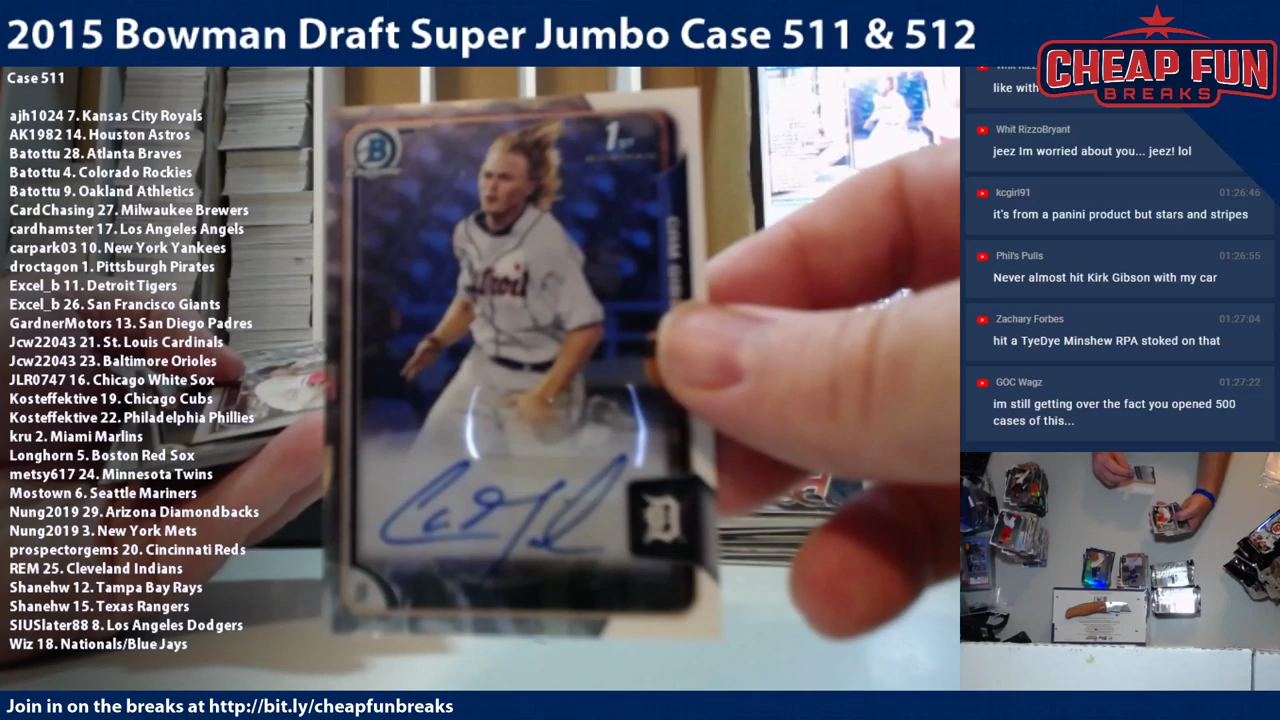 2015 Bowman Draft Super Jumbo Case 511 & 512
CHEAP FUN
BREAKS
Case 511
ajh1024 7. Kansas City Royals
AK1982 14. Houston Astros
Batottu 28. Atlanta Braves
Batottu 4. Colorado Rockies
Batottu 9. Oakland Athletics
CardChasing 27. Milwaukee Brewers
cardhamster 17. Los Angeles Angels
carpark03 10. New York Yankees
droctagon 1. Pittsburgh Pirates
Excel_b 11. Detroit Tigers
Excel_b 26. San Francisco Giants
GardnerMotors 13. San Diego Padres
Jcw22043 21. St. Louis Cardinals
Jcw22043 23. Baltimore Orioles
JLR0747 16. Chicago White Sox
Kosteffektive 19. Chicago Cubs
Kosteffektive 22. Philadelphia Phillies
kru 2. Miami Marlins
Longhorn 5. Boston Red Sox
metsy617 24. Minnesota Twins
Mostown 6. Seattle Mariners
Nung2019 29. Arizona Diamondbacks
Nung2019 3. New York Mets
prospectorgems 20. Cincinnati Reds
REM 25. Cleveland Indians
Shanehw 12. Tampa Bay Rays
Shanehw 15. Texas Rangers
SIUSlater88 8. Los Angeles Dodgers
Wiz 18. Nationals/Blue Jays
B
1ST
Detroit
D
like with
Whit RizzoBryant
jeez Im worried about you... jeez! lol
kcgirl91 01:26:46
it's from a panini product but stars and stripes
Phil's Pulls 01:26:55
Never almost hit Kirk Gibson with my car
Zachary Forbes 01:27:04
hit a TyeDye Minshew RPA stoked on that
GOC Wagz 01:27:22
im still getting over the fact you opened 500
cases of this...
Join in on the breaks at http://bit.ly/cheapfunbreaks